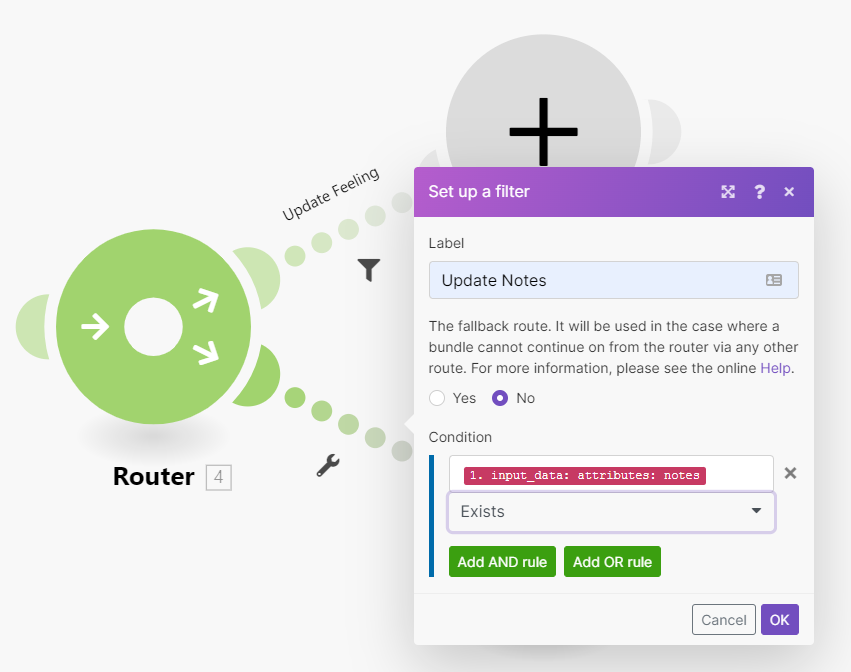 Update Feeling
Router 4
Set up a filter
Label
Update Notes
The fallback route. It will be used in the case where a
bundle cannot continue on from the router via any other
route. For more information, please see the online Help.
Yes No
Condition
1. input_data: attributes: notes
Exists
Add AND rule Add OR rule
Cancel OK